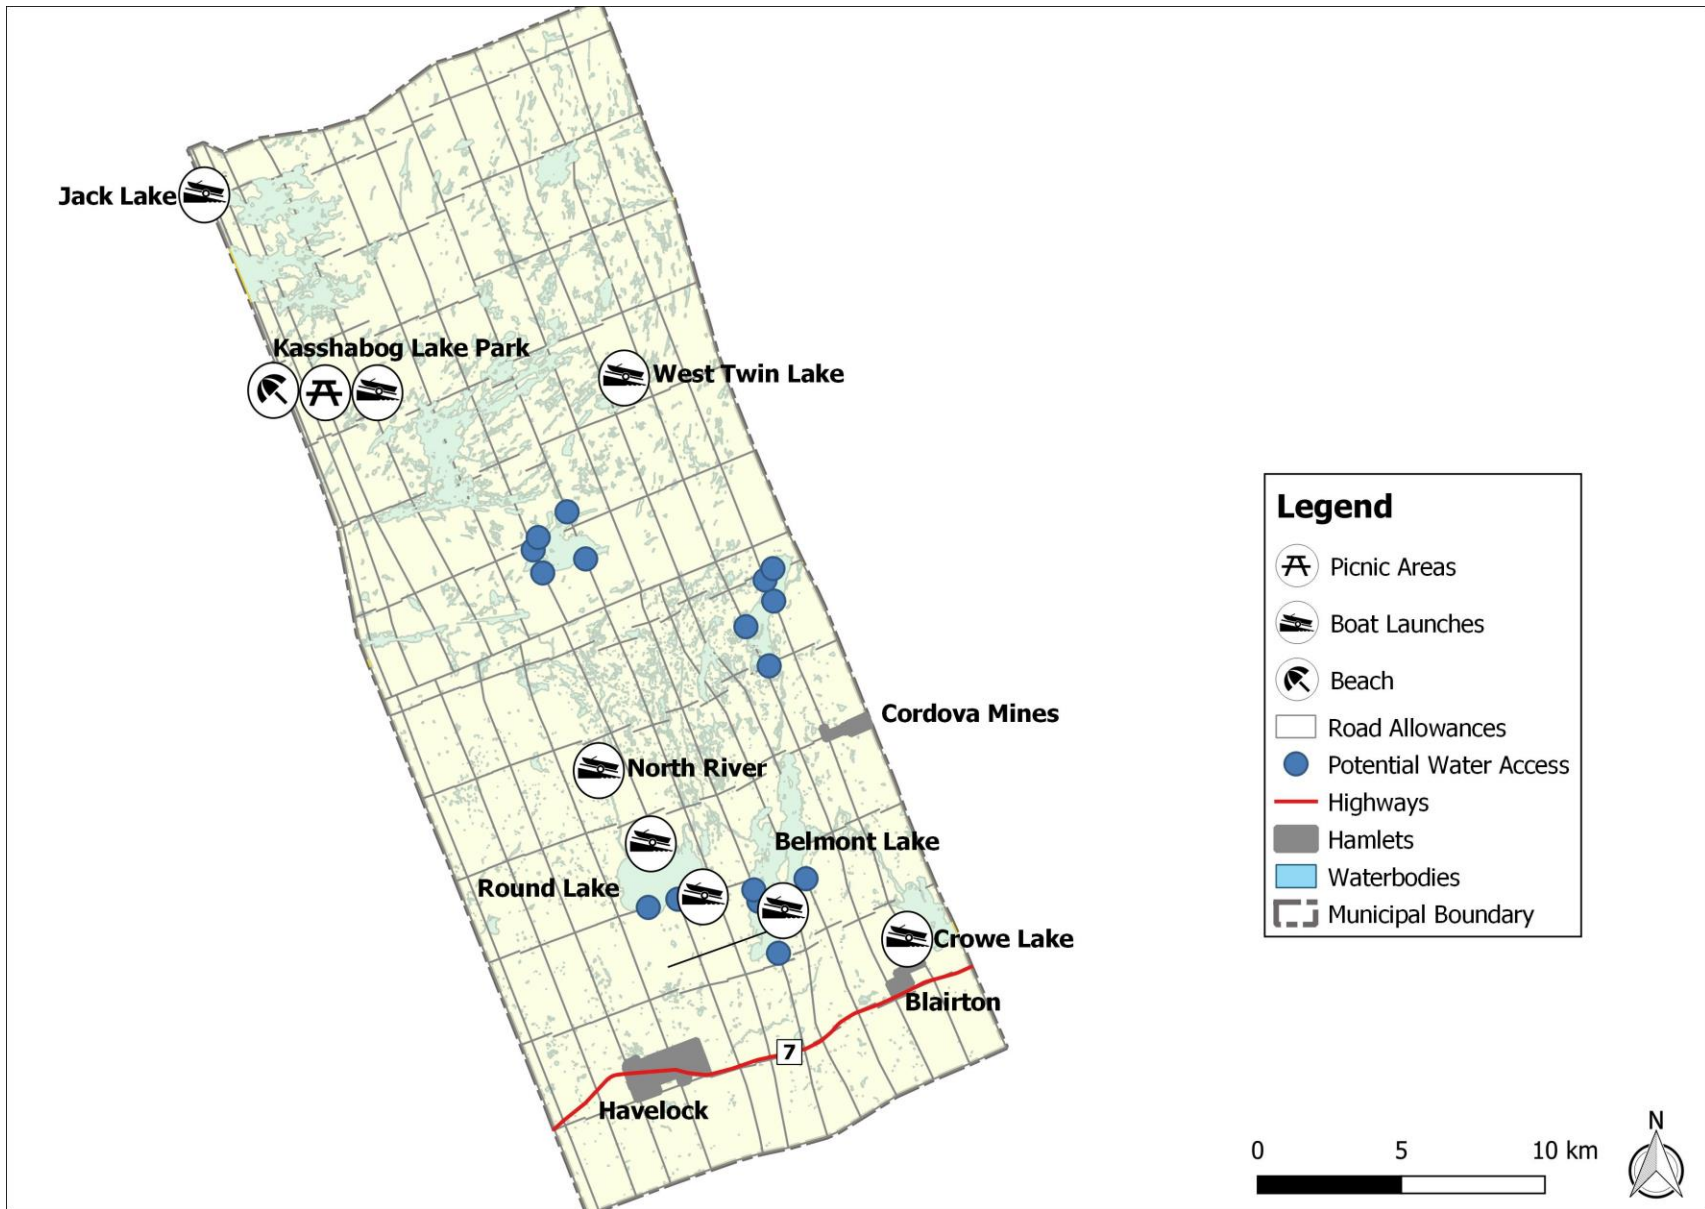 Jack Lake
Kasshabog Lake Park
West Twin Lake
Cordova Mines
North River
Belmont Lake
Round Lake
Crowe Lake
Blairton
7
Havelock
Legend
Picnic Areas
Boat Launches
Beach
Road Allowances
Potential Water Access
Highways
Hamlets
Waterbodies
Municipal Boundary
N
0 5 10 km